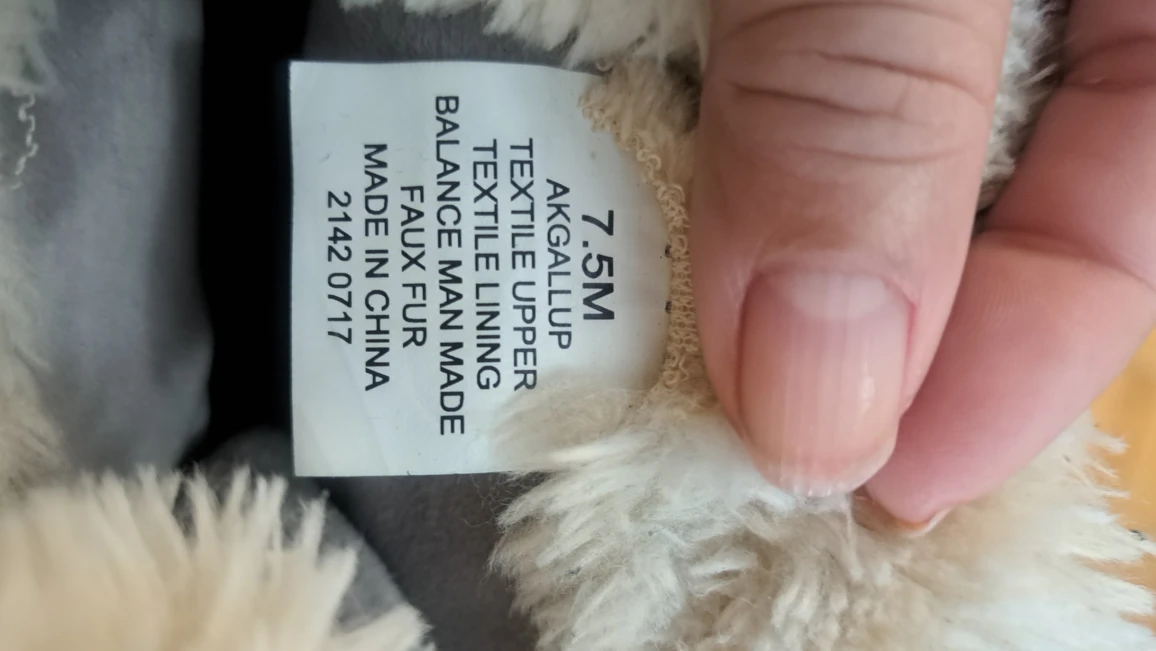 7.5M
AKGALLUP
TEXTILE UPPER
TEXTILE LINING
BALANCE MAN MADE
FAUX FUR
MADE IN CHINA
2142 0717